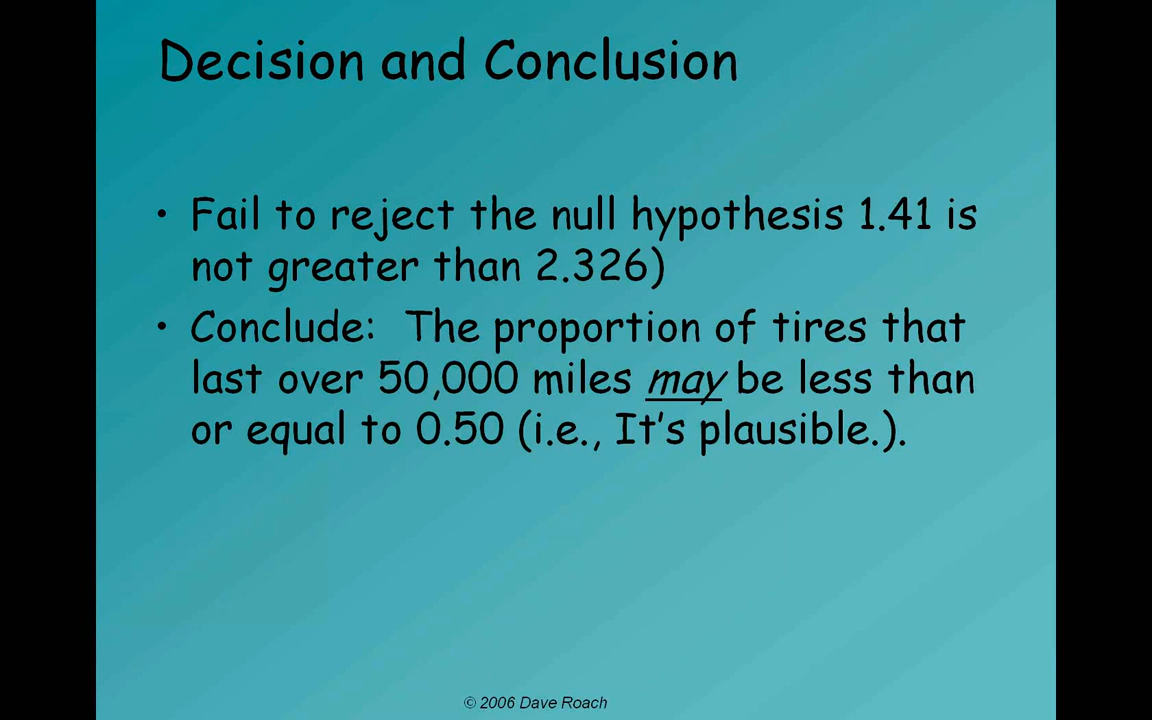 Decision and Conclusion
• Fail to reject the null hypothesis 1.41 is
not greater than 2.326)
• Conclude: The proportion of tires that
last over 50,000 miles may be less than
or equal to 0.50 (i.e., It's plausible.).
© 2006 Dave Roach